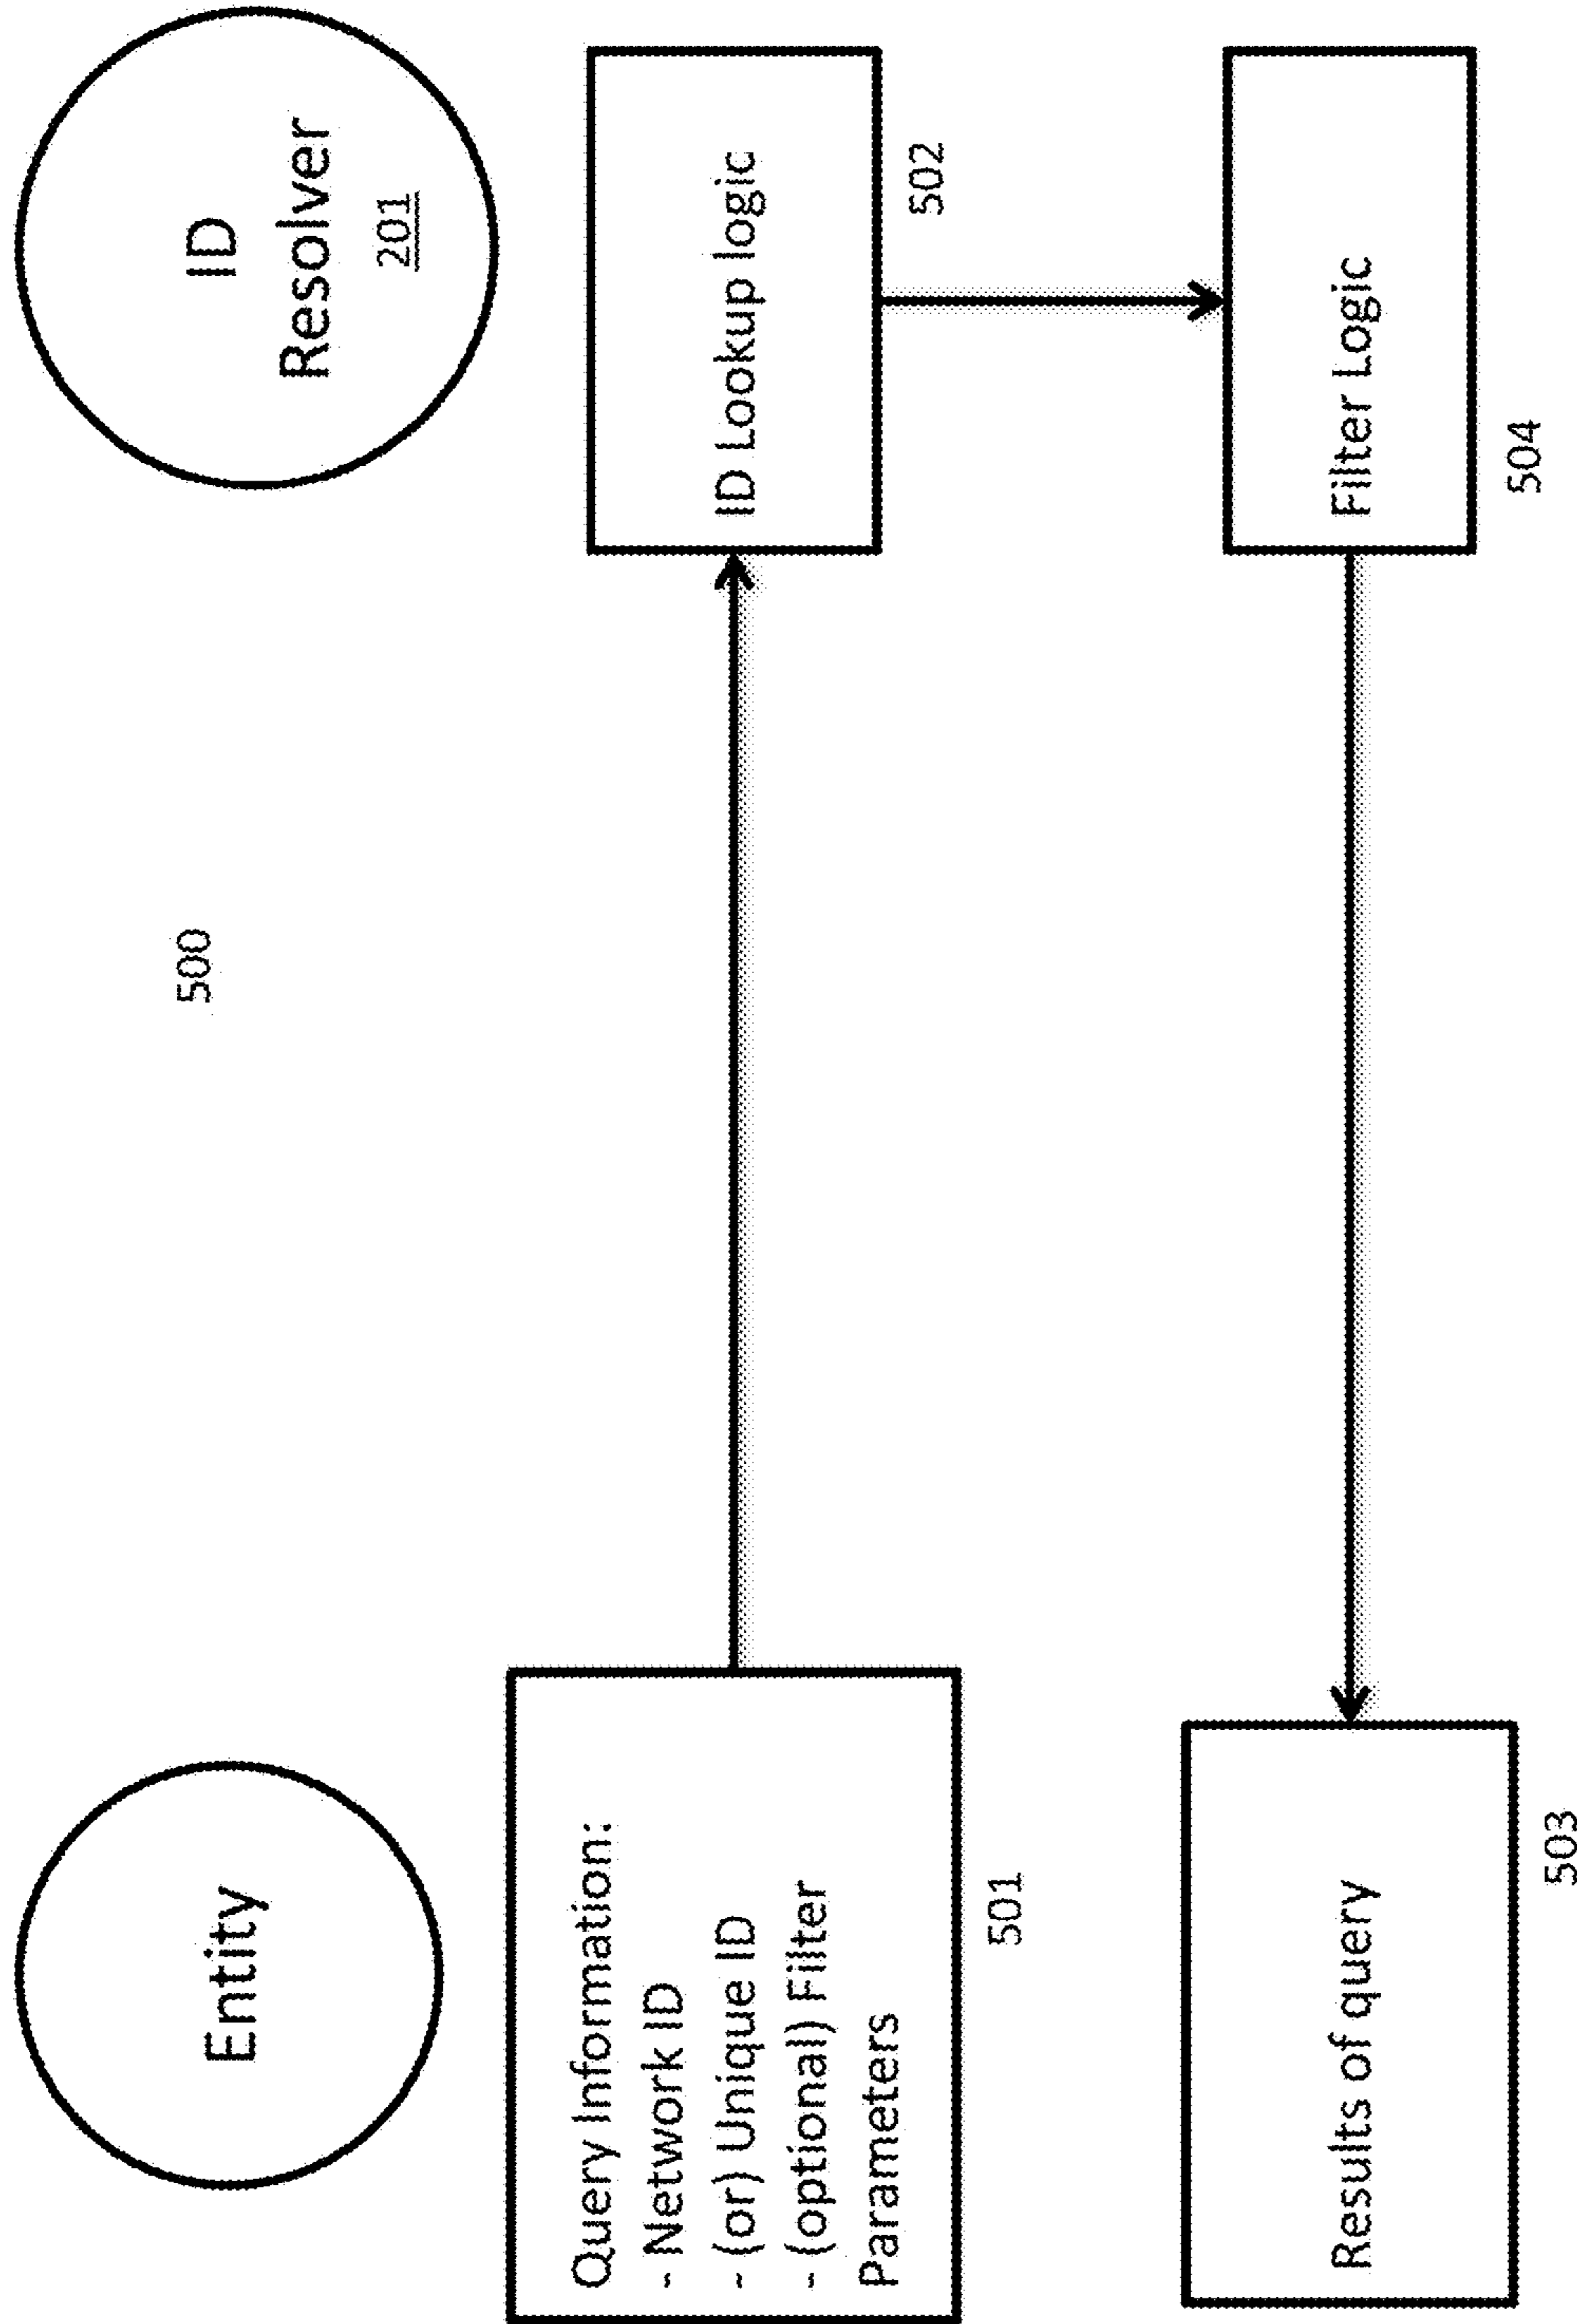 500
Entity
ID
Resolver
201
Query Information:
- Network ID
- (or) Unique ID
- (optional) Filter
Parameters
501
ID Lookup logic
502
Results of query
503
Filter Logic
504